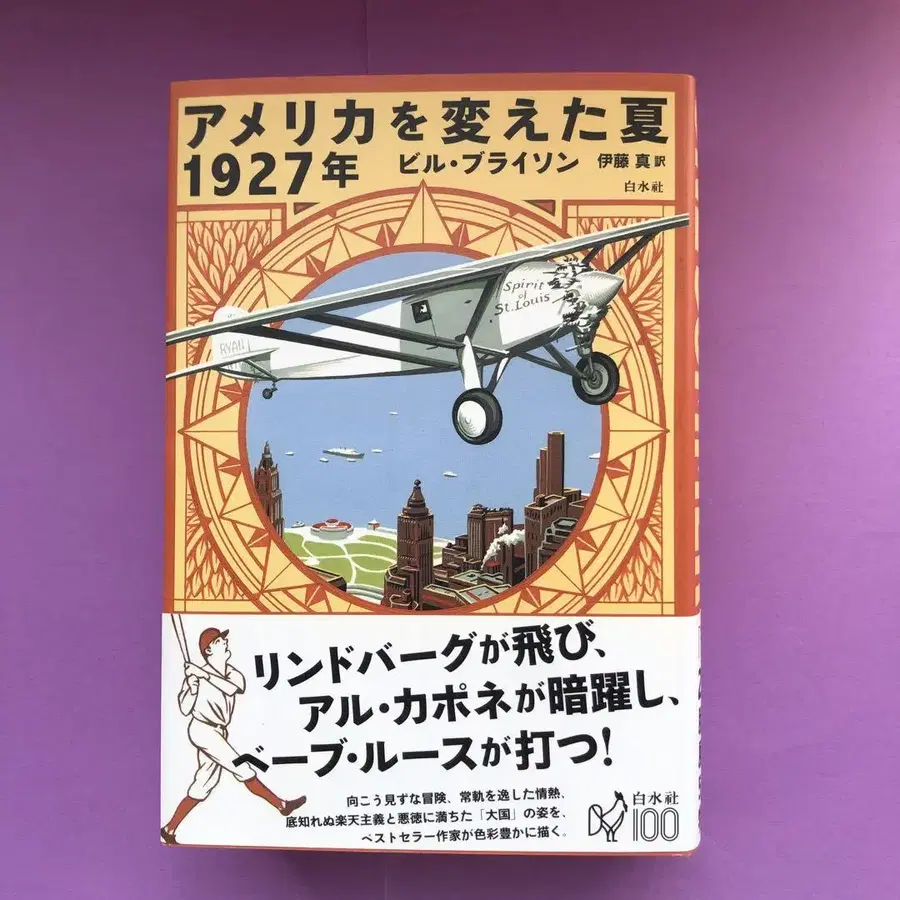 アメリカを変えた夏
1927年 ビル・ブライソン 伊藤 真 訳
白水社
Spirit
of
St. Louis
RYAN
リンドバーグが飛び、
アル・カポネが暗躍し、
ベーブ・ルースが打つ!
向こう見ずな冒険、常軌を逸した情熱、
底知れぬ楽天主義と悪徳に満ちた「大国」の姿を、
ベストセラー作家が色彩豊かに描く。
白水社
100